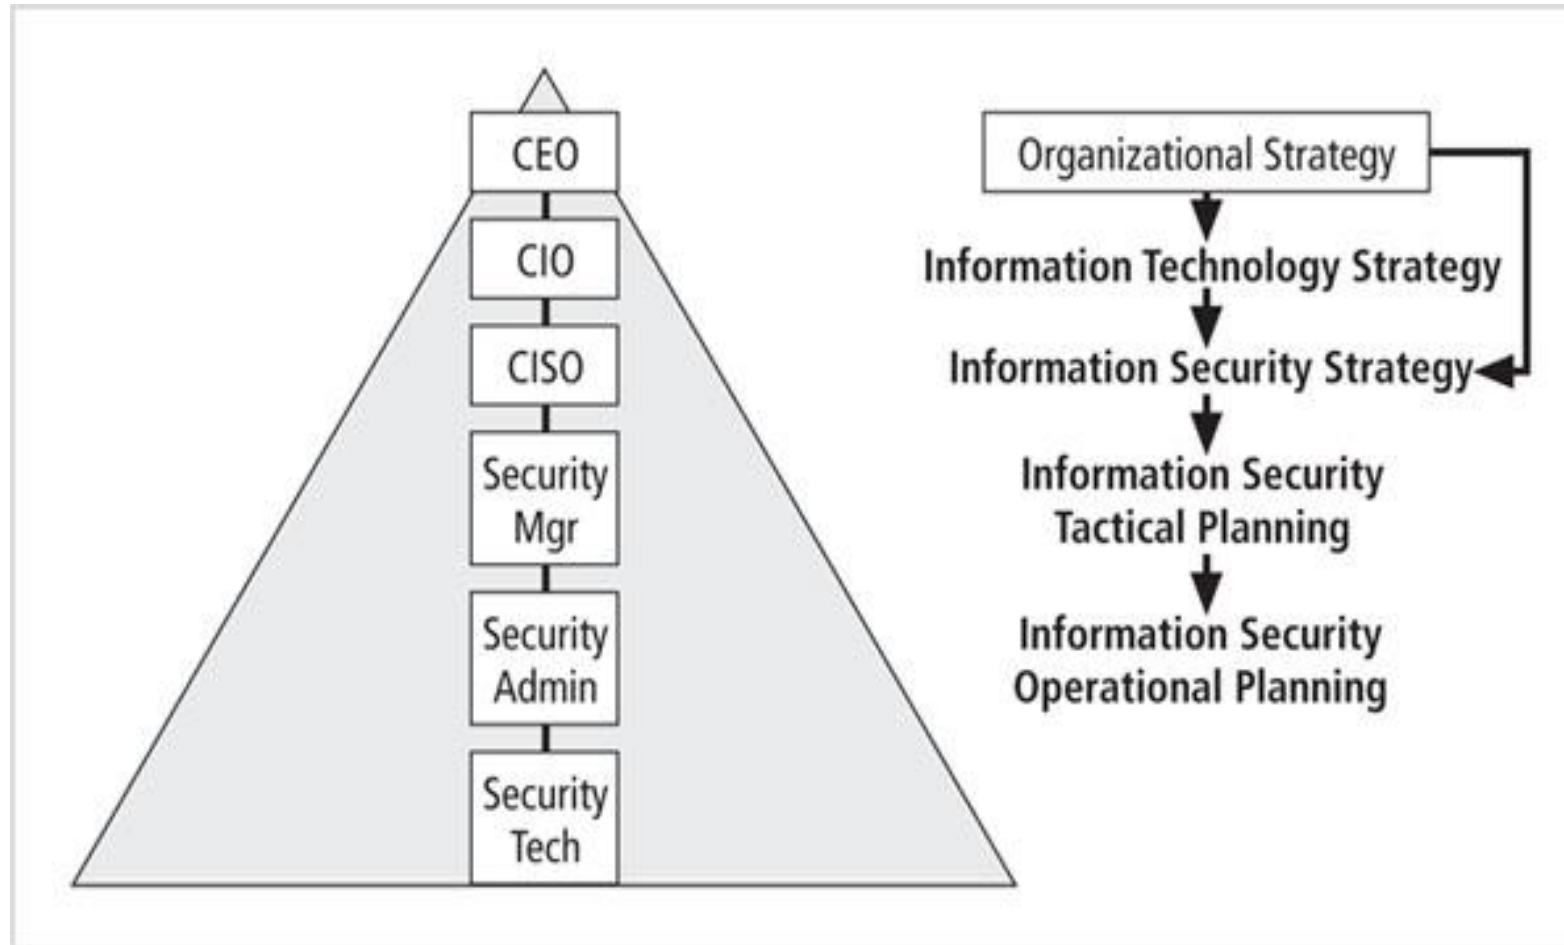 CEO
CIO
CISO
Security
Mgr
Security
Admin
Security
Tech
Organizational Strategy
Information Technology Strategy
Information Security Strategy
Information Security
Tactical Planning
Information Security
Operational Planning